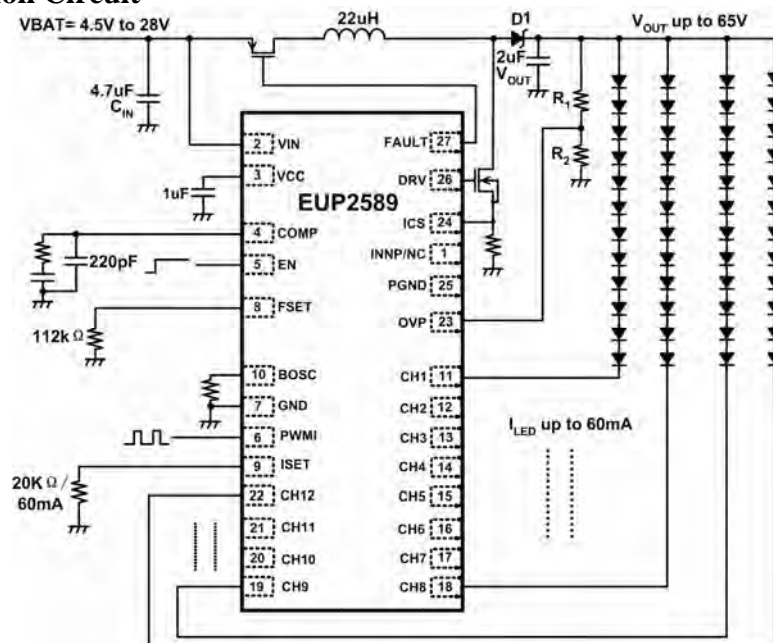 on Circuit
VBAT= 4.5V to 28V
22uH
D1
VOUT up to 65V
4.7uF
CIN
2uF
VOUT
R1
R2
2 VIN
FAULT 27
3 VCC
1uF
DRV 26
EUP2589
4 COMP
ICS 24
220pF
5 EN
INNP/NC 1
PGND 25
8 FSET
OVP 23
112k Ω
10 BOSC
CH1 11
7 GND
CH2 12
ILED up to 60mA
6 PWMI
CH3 13
9 ISET
CH4 14
20K Ω /
60mA
22 CH12
CH5 15
21 CH11
CH6 16
20 CH10
CH7 17
19 CH9
CH8 18